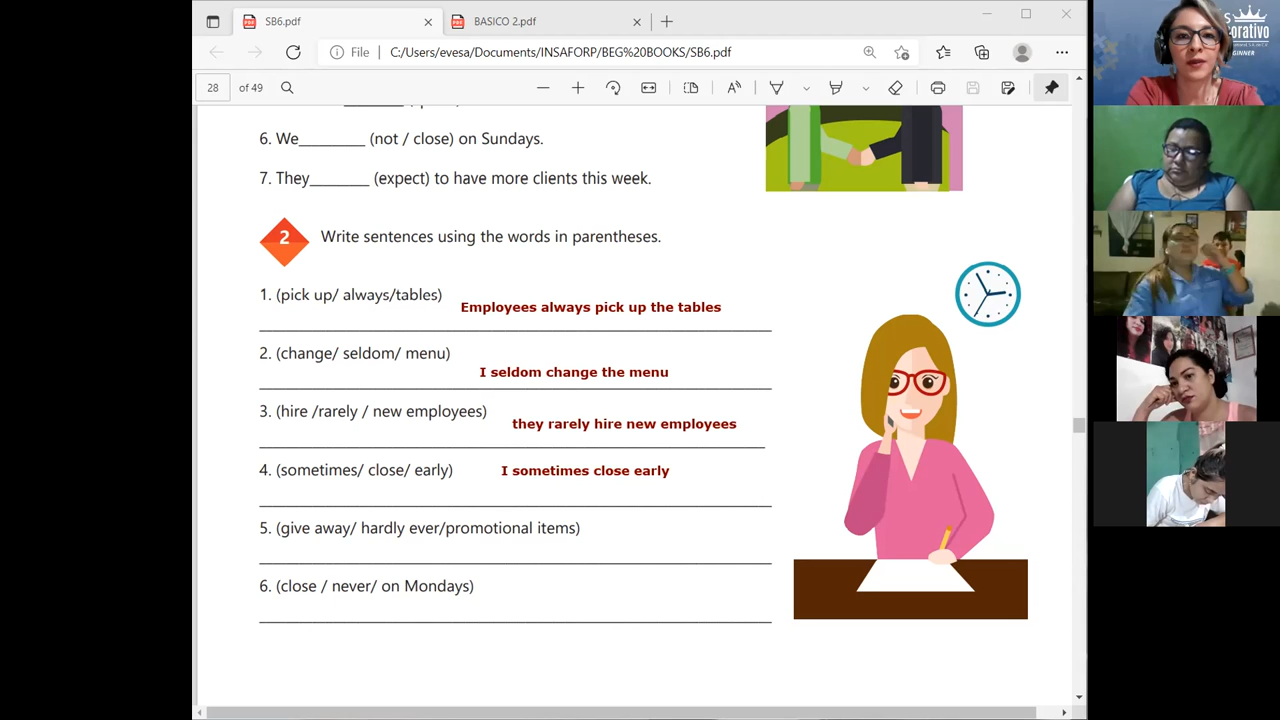 SB6.pdf
BASICO 2.pdf
File
C:/Users/evesa/Documents/INSAFORP/BEG%20BOOKS/SB6.pdf
28 of 49
6. We________ (not / close) on Sundays.
7. They_______ (expect) to have more clients this week.
2 Write sentences using the words in parentheses.
1. (pick up/ always/tables)
Employees always pick up the tables
2. (change/ seldom/ menu)
I seldom change the menu
3. (hire /rarely / new employees)
they rarely hire new employees
4. (sometimes/ close/ early)
I sometimes close early
5. (give away/ hardly ever/promotional items)
6. (close / never/ on Mondays)